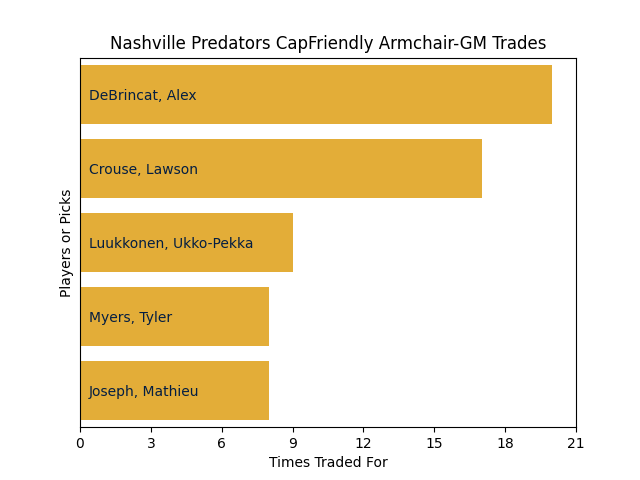 Nashville Predators CapFriendly Armchair-GM Trades
Players or Picks
DeBrincat, Alex
Crouse, Lawson
Luukkonen, Ukko-Pekka
Myers, Tyler
Joseph, Mathieu
0 3 6 9 12 15 18 21
Times Traded For